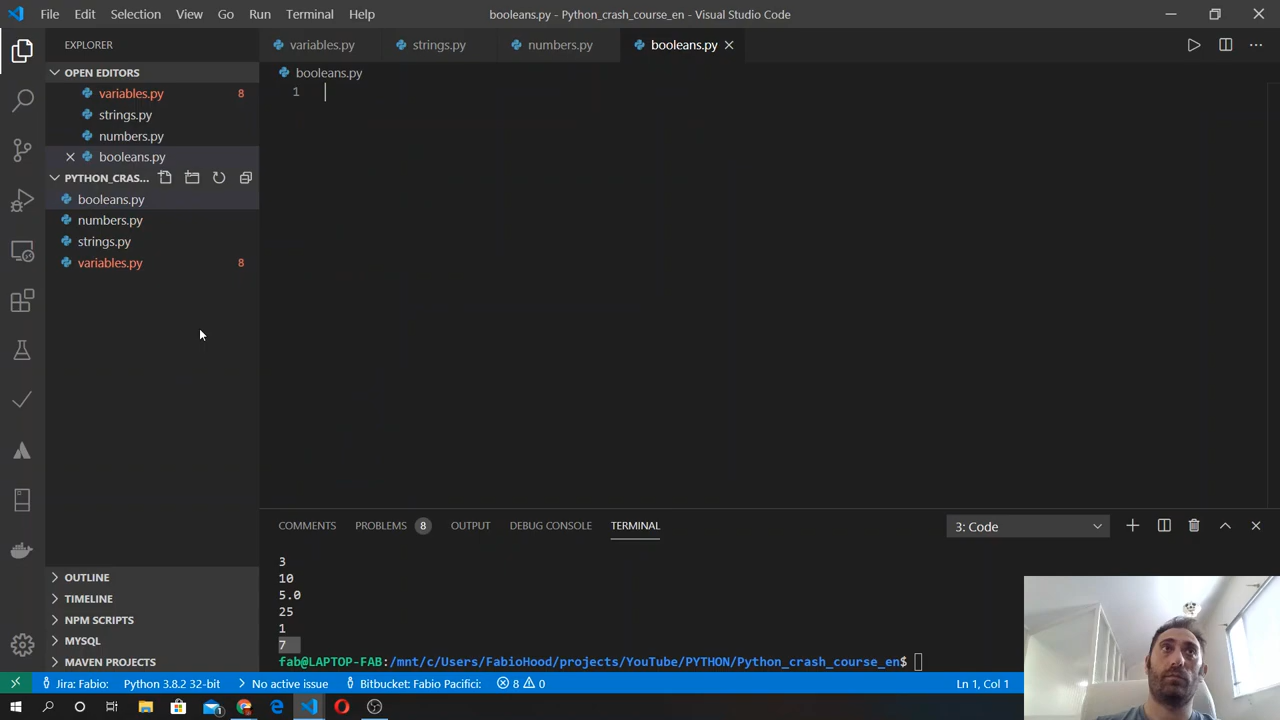 File Edit Selection View Go Run Terminal Help booleans.py - Python_crash_course_en - Visual Studio Code
EXPLORER
variables.py strings.py numbers.py booleans.py
OPEN EDITORS
variables.py 8
strings.py
numbers.py
booleans.py
PYTHON_CRAS...
booleans.py
numbers.py
strings.py
variables.py 8
OUTLINE
TIMELINE
NPM SCRIPTS
MYSQL
MAVEN PROJECTS
booleans.py
1
COMMENTS PROBLEMS 8 OUTPUT DEBUG CONSOLE TERMINAL 3: Code
3
10
5.0
25
1
7
fab@LAPTOP-FAB:/mnt/c/Users/FabioHood/projects/YouTube/PYTHON/Python_crash_course_en$
Jira: Fabio: Python 3.8.2 32-bit No active issue Bitbucket: Fabio Pacifici: 8 0 Ln 1, Col 1